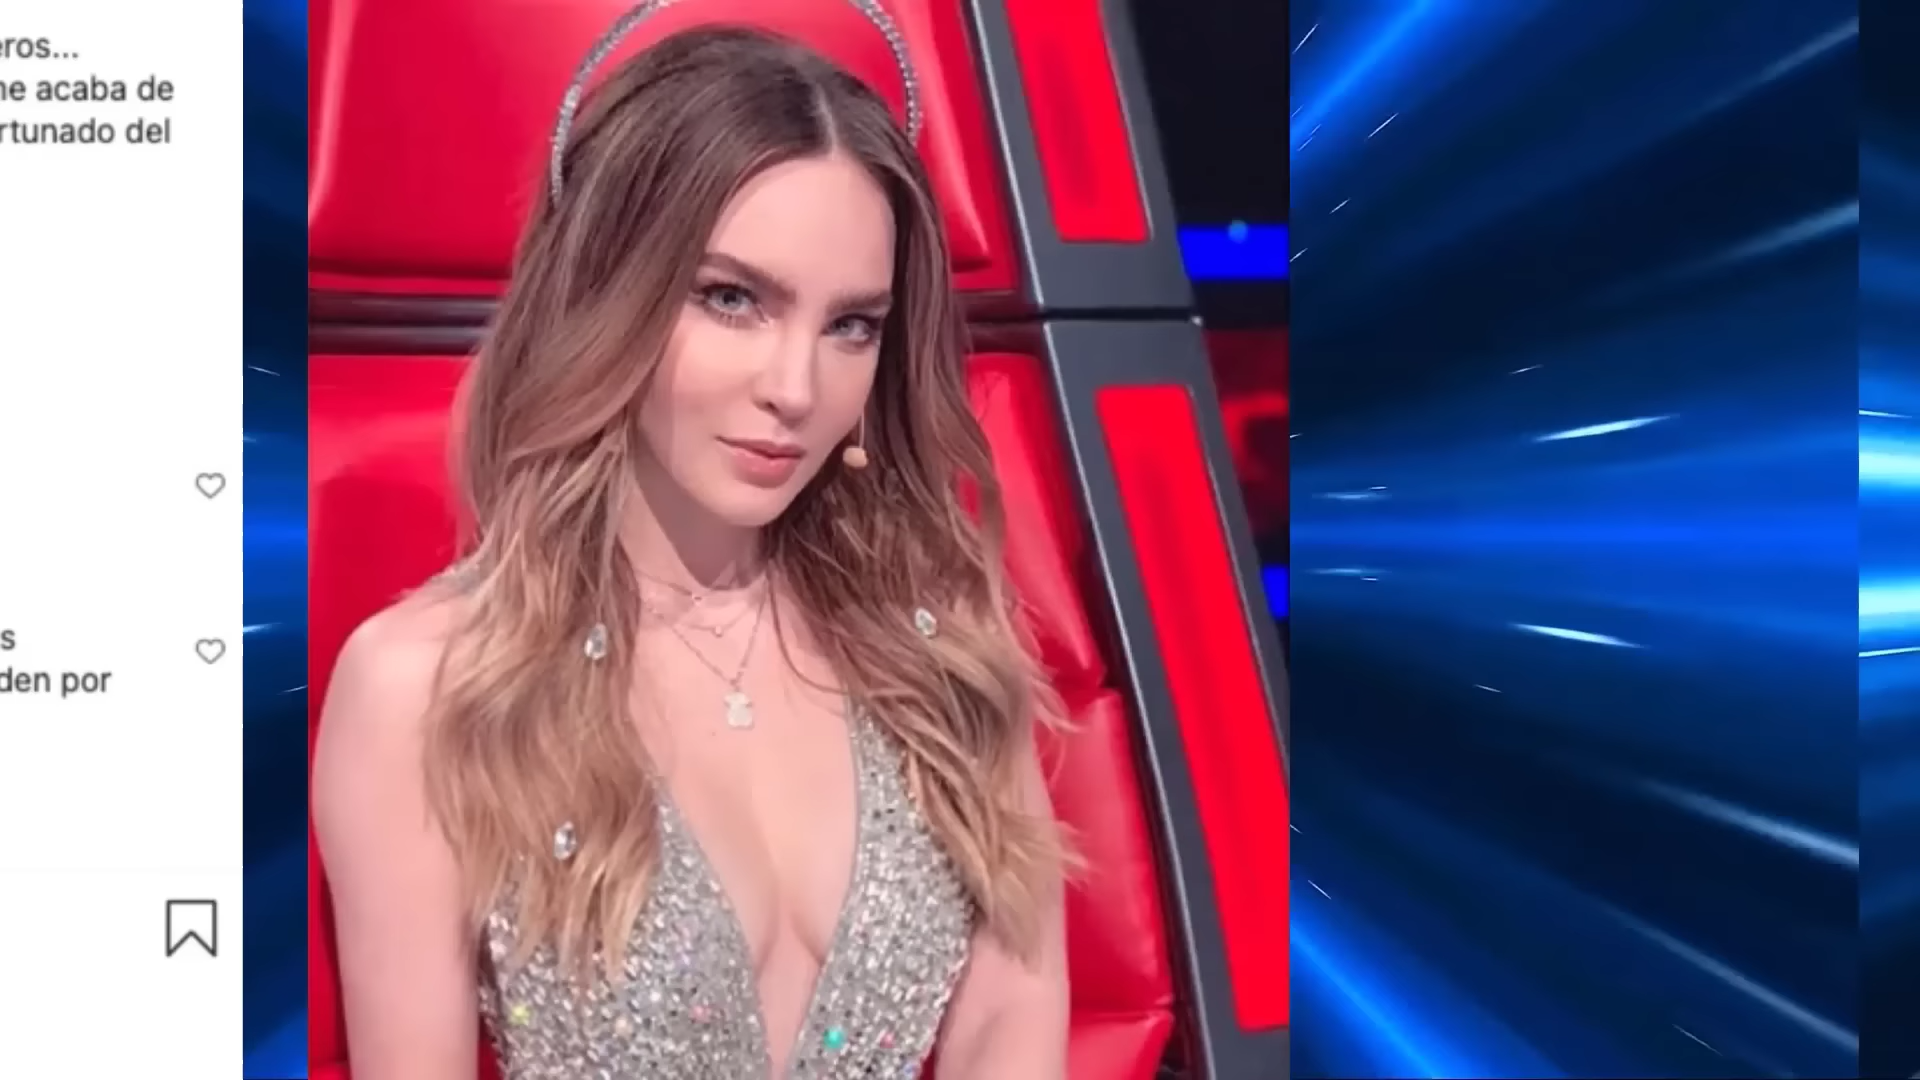 eros...
ne acaba de
rtunado del
s
den por